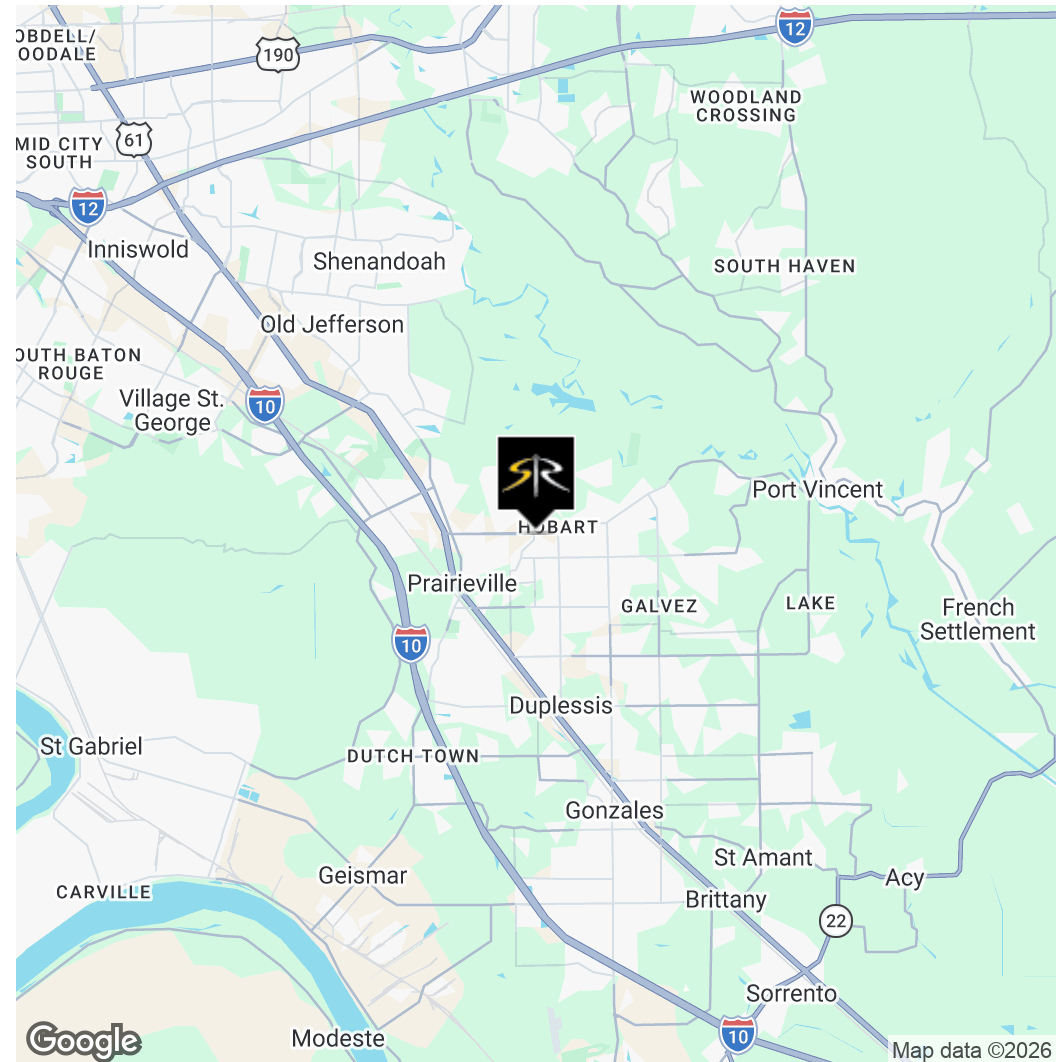 OBDELL/
OODALE
190
12
61
MID CITY
SOUTH
WOODLAND
CROSSING
12
Inniswold
Shenandoah
SOUTH HAVEN
Old Jefferson
OUTH BATON
ROUGE
Village St.
George
10
SR
Port Vincent
HOBART
Prairieville
GALVEZ
LAKE
French
Settlement
10
Duplessis
St Gabriel
DUTCH TOWN
Gonzales
St Amant
Geismar
Acy
CARVILLE
Brittany
22
Sorrento
10
Modeste
Google
Map data ©2026